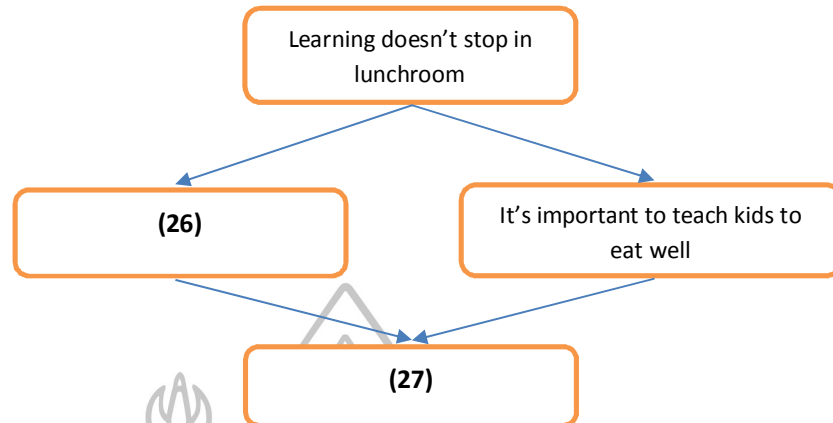 Learning doesn’t stop in
lunchroom
(26)
It’s important to teach kids to
eat well
(27)